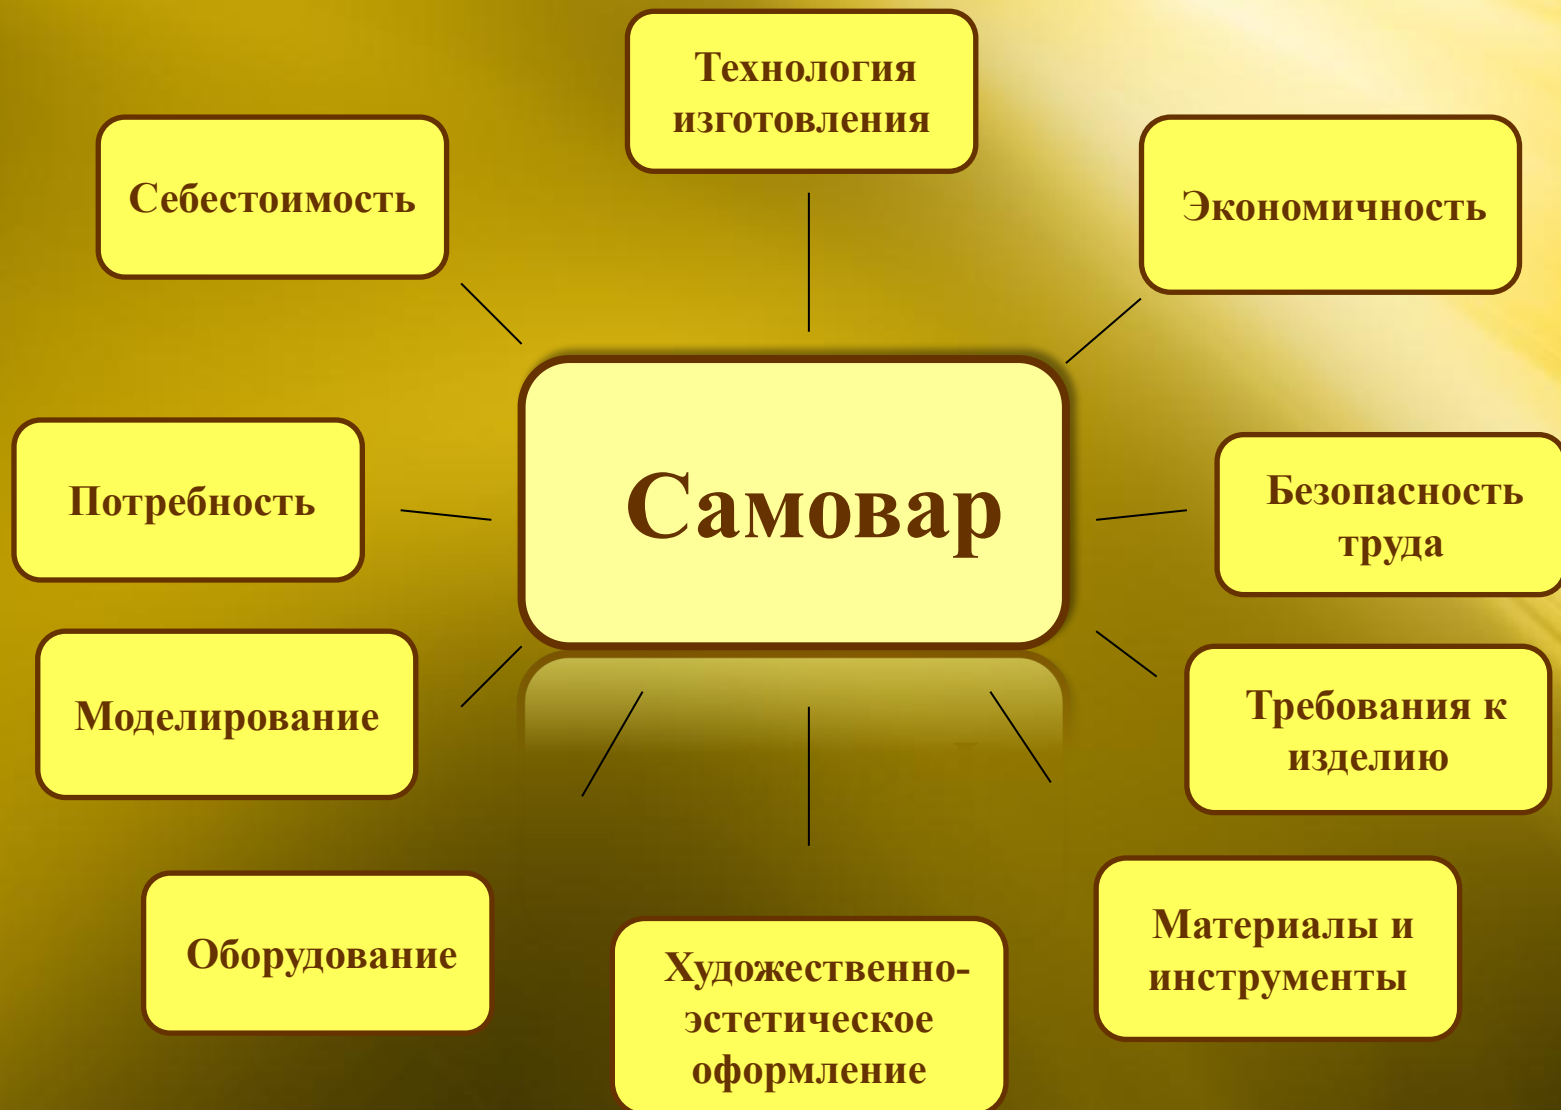 Технология
изготовления
Себестоимость
Экономичность
Самовар
Потребность
Безопасность
труда
Моделирование
Требования к
изделию
Оборудование
Художественно-
эстетическое
оформление
Материалы и
инструменты